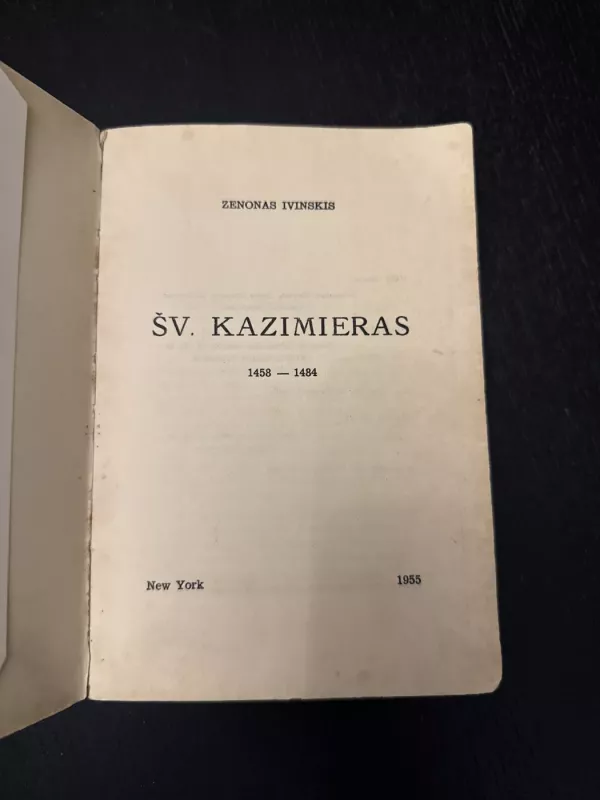 ZENONAS IVINSKIS
ŠV. KAZIMIERAS
1458 — 1484
New York 1955